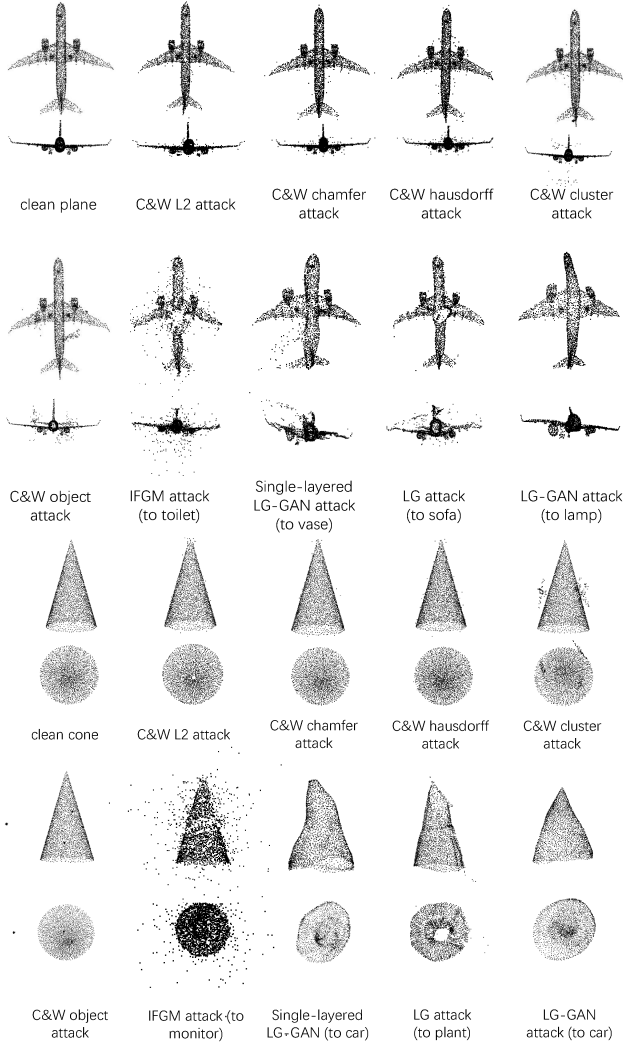 clean plane
C&W L2 attack
C&W chamfer
attack
C&W hausdorff
attack
C&W cluster
attack
C&W object
attack
IFGM attack
(to toilet)
Single-layered
LG-GAN attack
(to vase)
LG attack
(to sofa)
LG-GAN attack
(to lamp)
clean cone
C&W L2 attack
C&W chamfer
attack
C&W hausdorff
attack
C&W cluster
attack
C&W object
attack
IFGM attack (to
monitor)
Single-layered
LG-GAN (to car)
LG attack
(to plant)
LG-GAN
attack (to car)